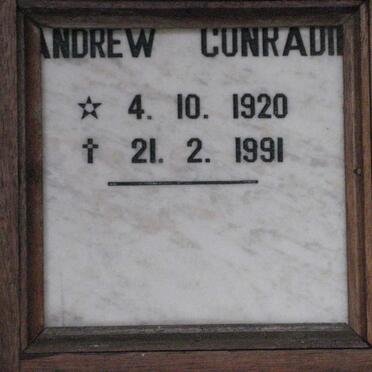 ANDREW CONRADI
☆ 4. 10. 1920
✝ 21. 2. 1991